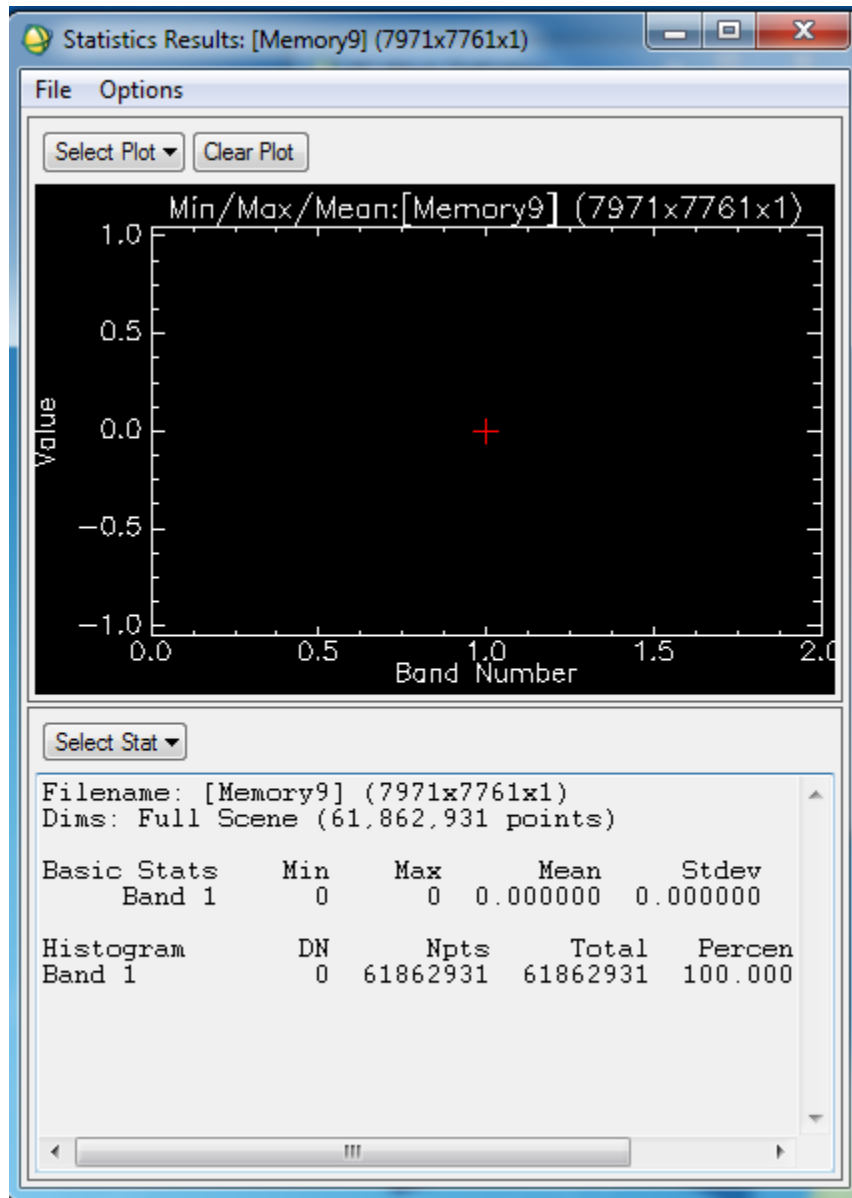 Statistics Results: [Memory9] (7971x7761x1)
File Options
Select Plot Clear Plot
Min/Max/Mean:[Memory9] (7971x7761x1)
1.0
0.5
0.0
−0.5
−1.0
Value
0.0 0.5 1.0 1.5 2.0
Band Number
Select Stat
Filename: [Memory9] (7971x7761x1)
Dims: Full Scene (61,862,931 points)
Basic Stats Min Max Mean Stdev
Band 1 0 0 0.000000 0.000000
Histogram DN Npts Total Percen
Band 1 0 61862931 61862931 100.000